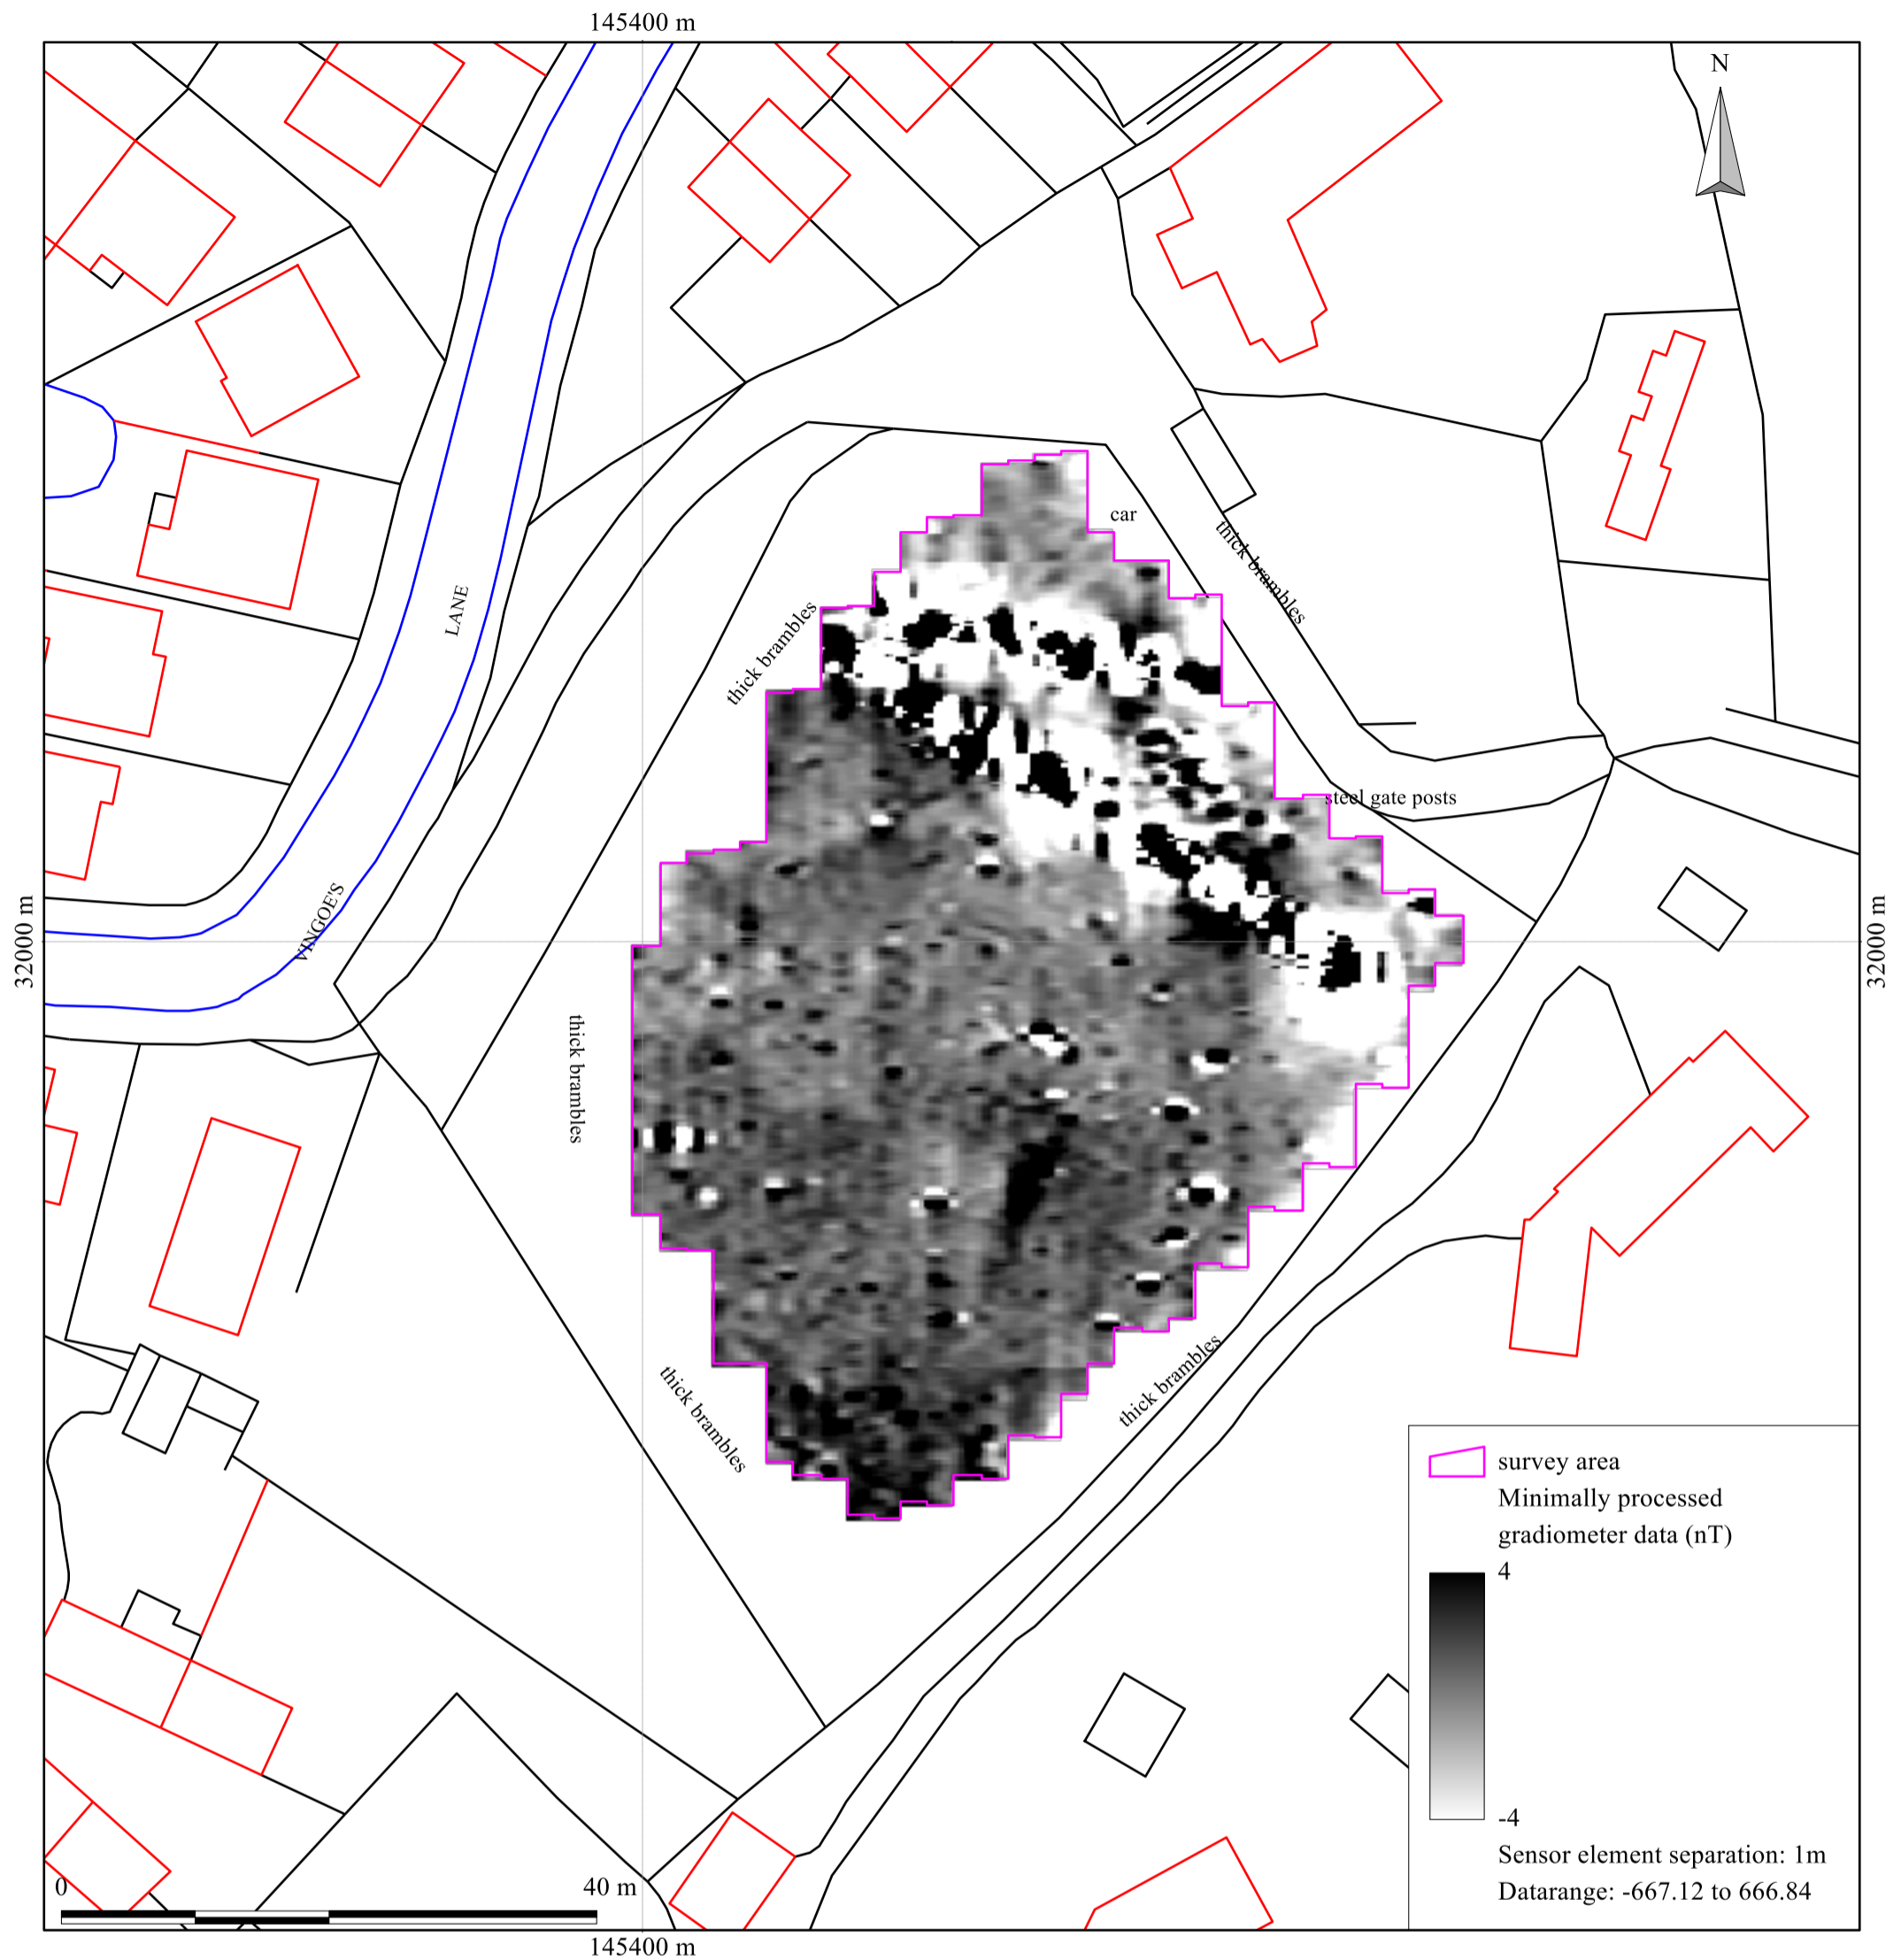 145400 m
N
car
thick brambles
LANE
thick brambles
steel gate posts
VINGOE'S
32000 m
32000 m
thick brambles
thick brambles
thick brambles
survey area
Minimally processed
gradiometer data (nT)
4
-4
Sensor element separation: 1m
Datarange: -667.12 to 666.84
0
40 m
145400 m